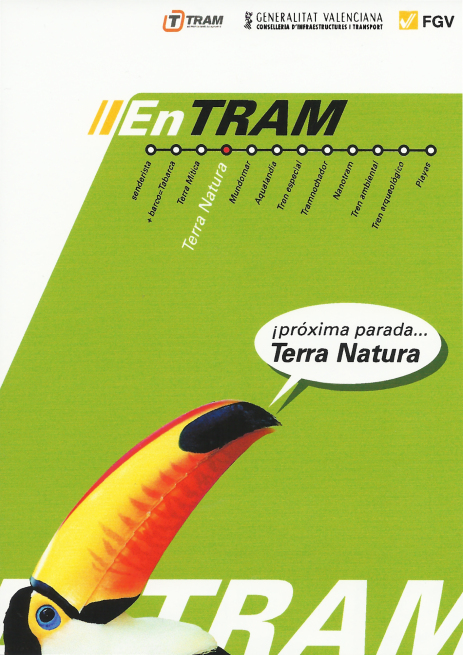 TRAM
GENERALITAT VALENCIANA
CONSELLERIA D'INFRAESTRUCTURES I TRANSPORT
FGV
EnTRAM
senderista
+ barco=Tabarca
Terra Mítica
Terra Natura
Mundomar
Aqualandia
Tren especial
Tramnochador
Nanotram
Tren ambiental
Tren arqueológico
Playas
¡próxima parada...
Terra Natura
TRAM